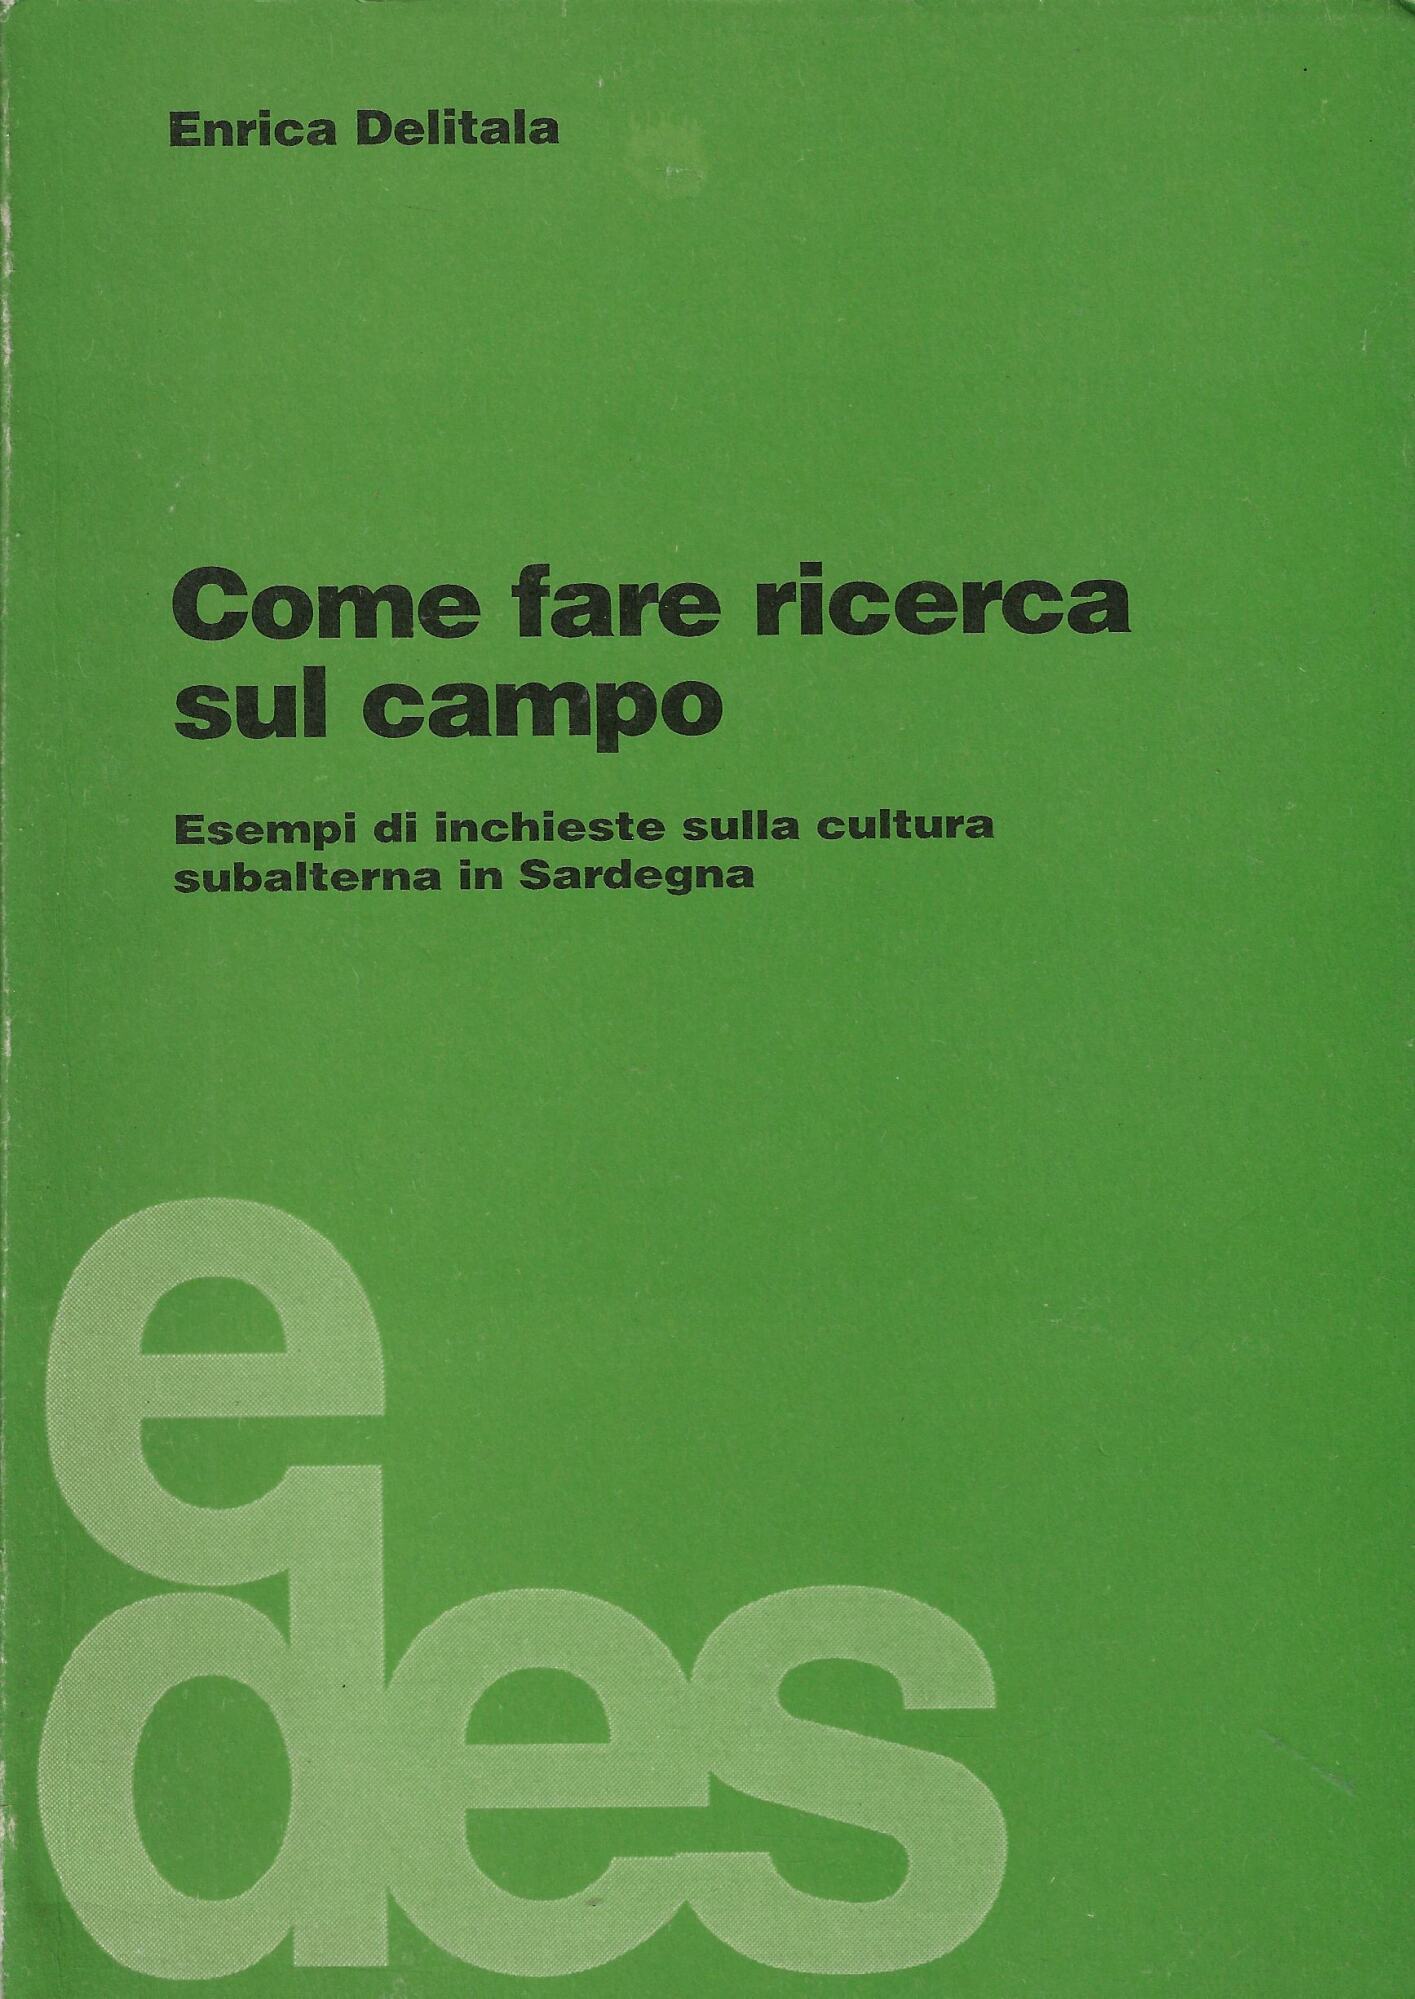 Enrica Delitala
Come fare ricerca
sul campo
Esempi di inchieste sulla cultura
subalterna in Sardegna
e
des